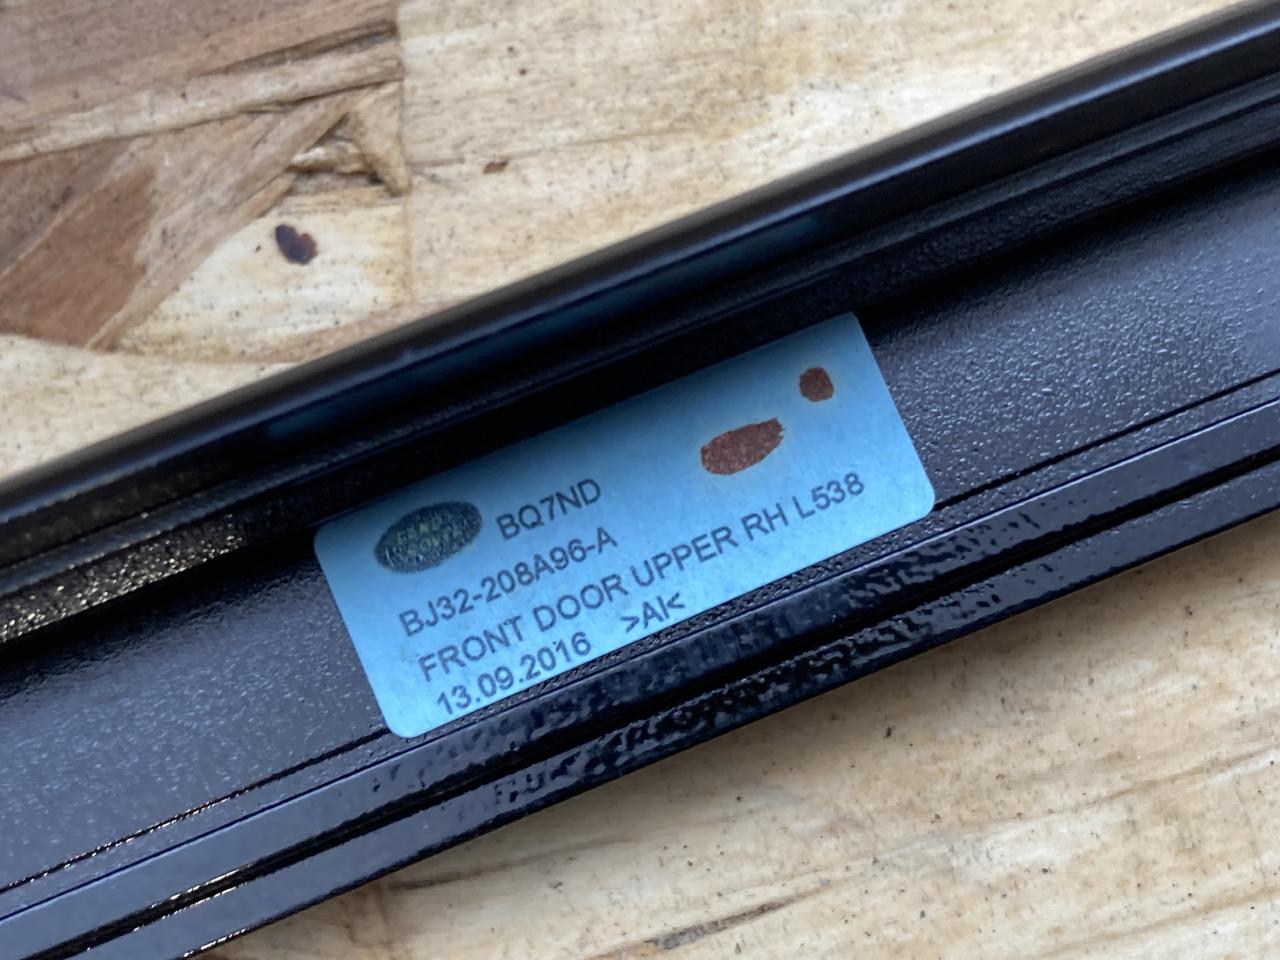 BQ7ND
BJ32-208A96-A
FRONT DOOR UPPER RH L538
13.09.2016 >AI<